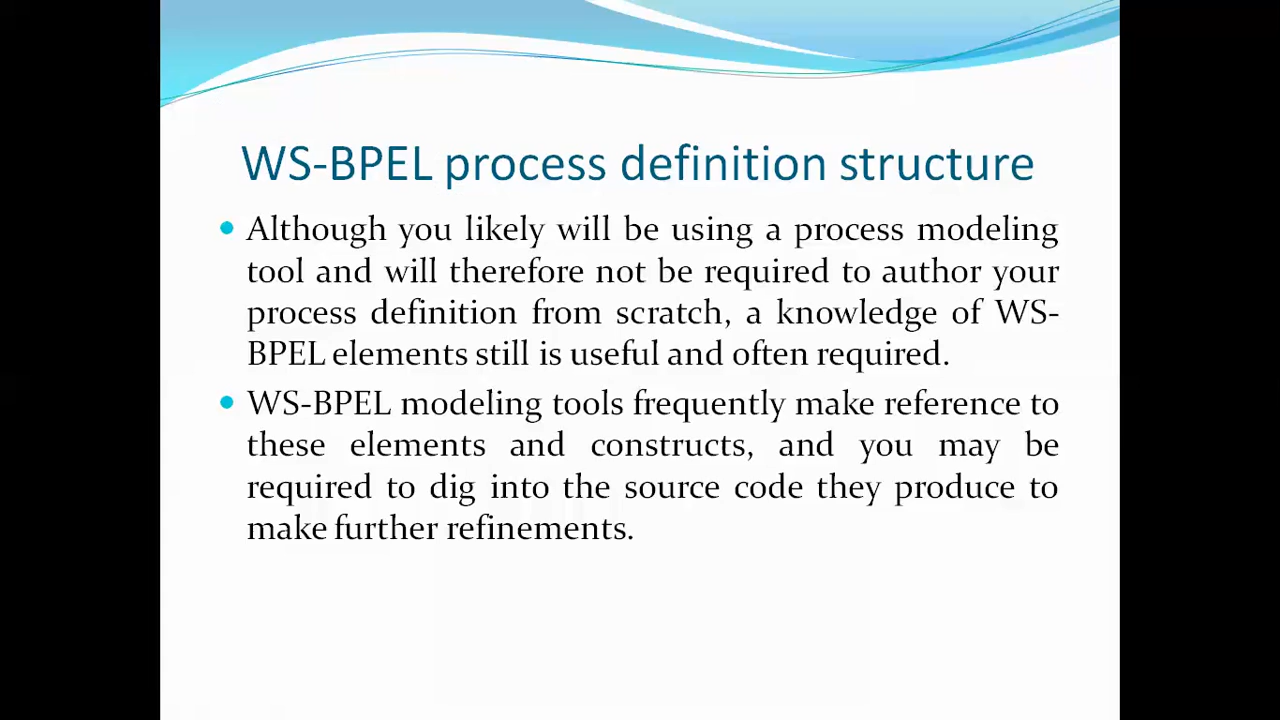 WS-BPEL process definition structure
Although you likely will be using a process modeling
tool and will therefore not be required to author your
process definition from scratch, a knowledge of WS-
BPEL elements still is useful and often required.
WS-BPEL modeling tools frequently make reference to
these elements and constructs, and you may be
required to dig into the source code they produce to
make further refinements.